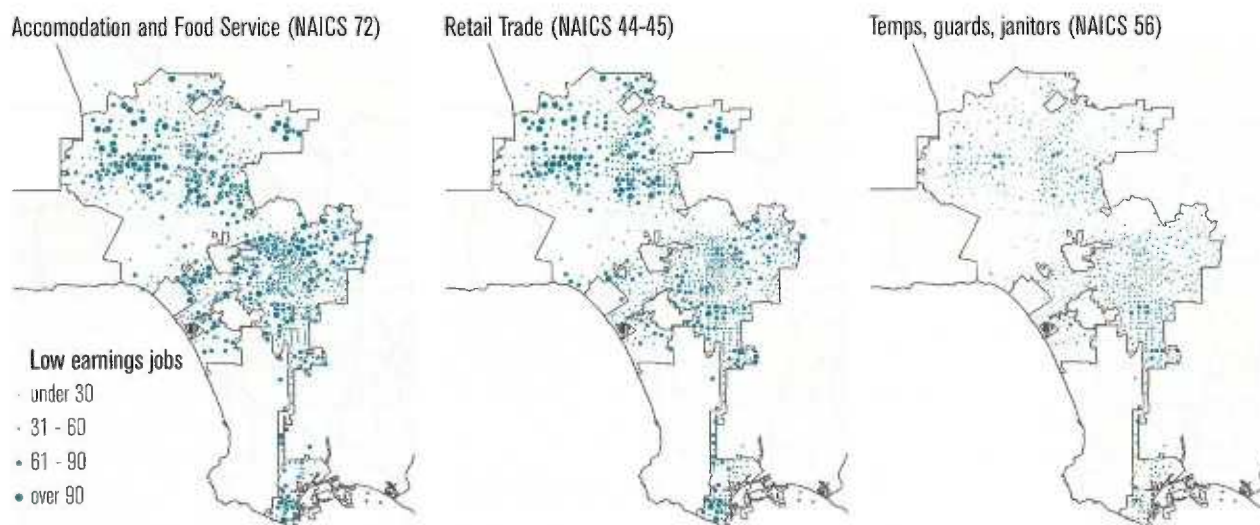 Accomodation and Food Service (NAICS 72)
Retail Trade (NAICS 44-45)
Temps, guards, janitors (NAICS 56)
Low earnings jobs
under 30
31 - 60
61 - 90
over 90